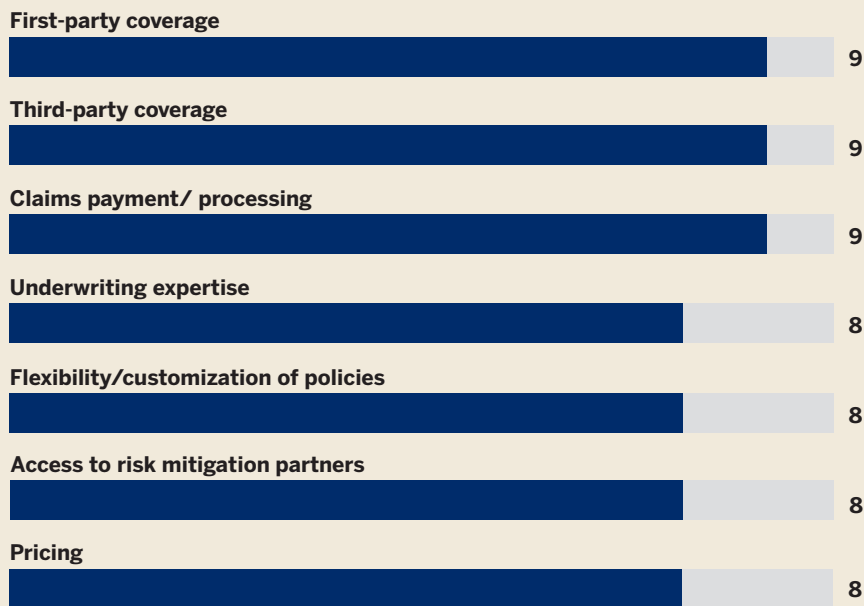 First-party coverage
9
Third-party coverage
9
Claims payment/ processing
9
Underwriting expertise
8
Flexibility/customization of policies
8
Access to risk mitigation partners
8
Pricing
8